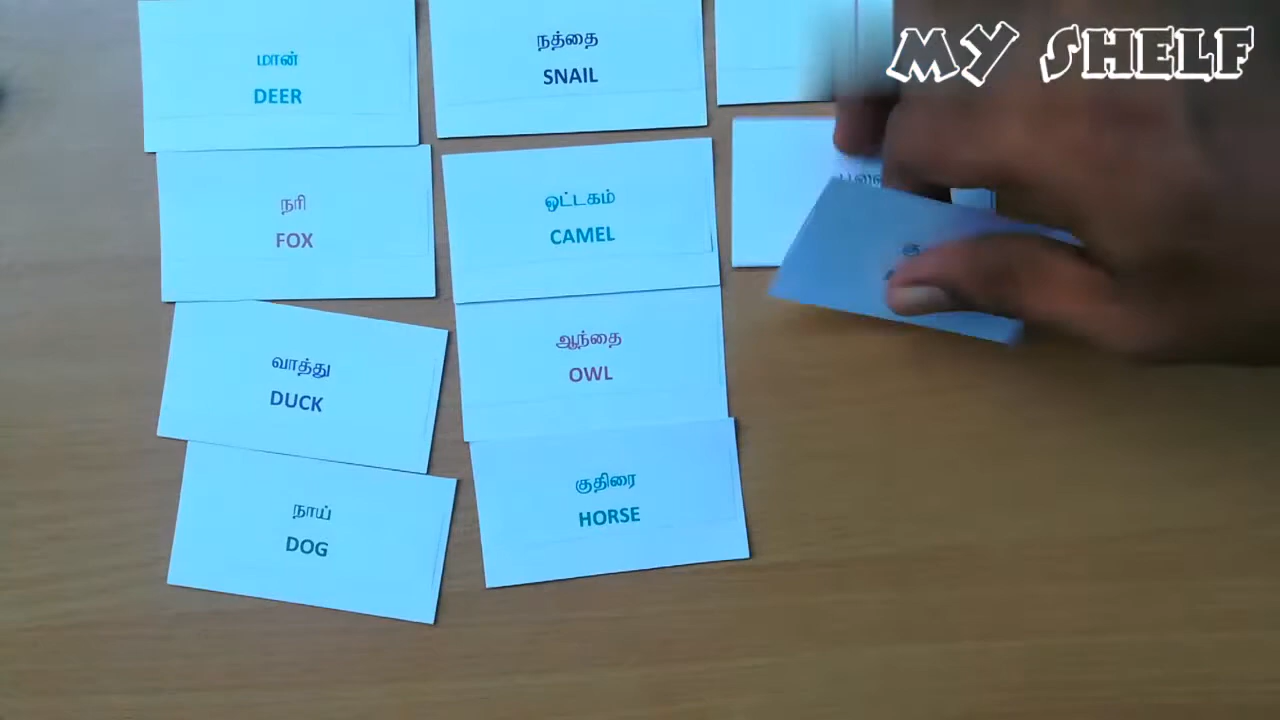 MY SHELF
மான்
DEER
நத்தை
SNAIL
நரி
FOX
ஒட்டகம்
CAMEL
வாத்து
DUCK
ஆந்தை
OWL
நாய்
DOG
குதிரை
HORSE